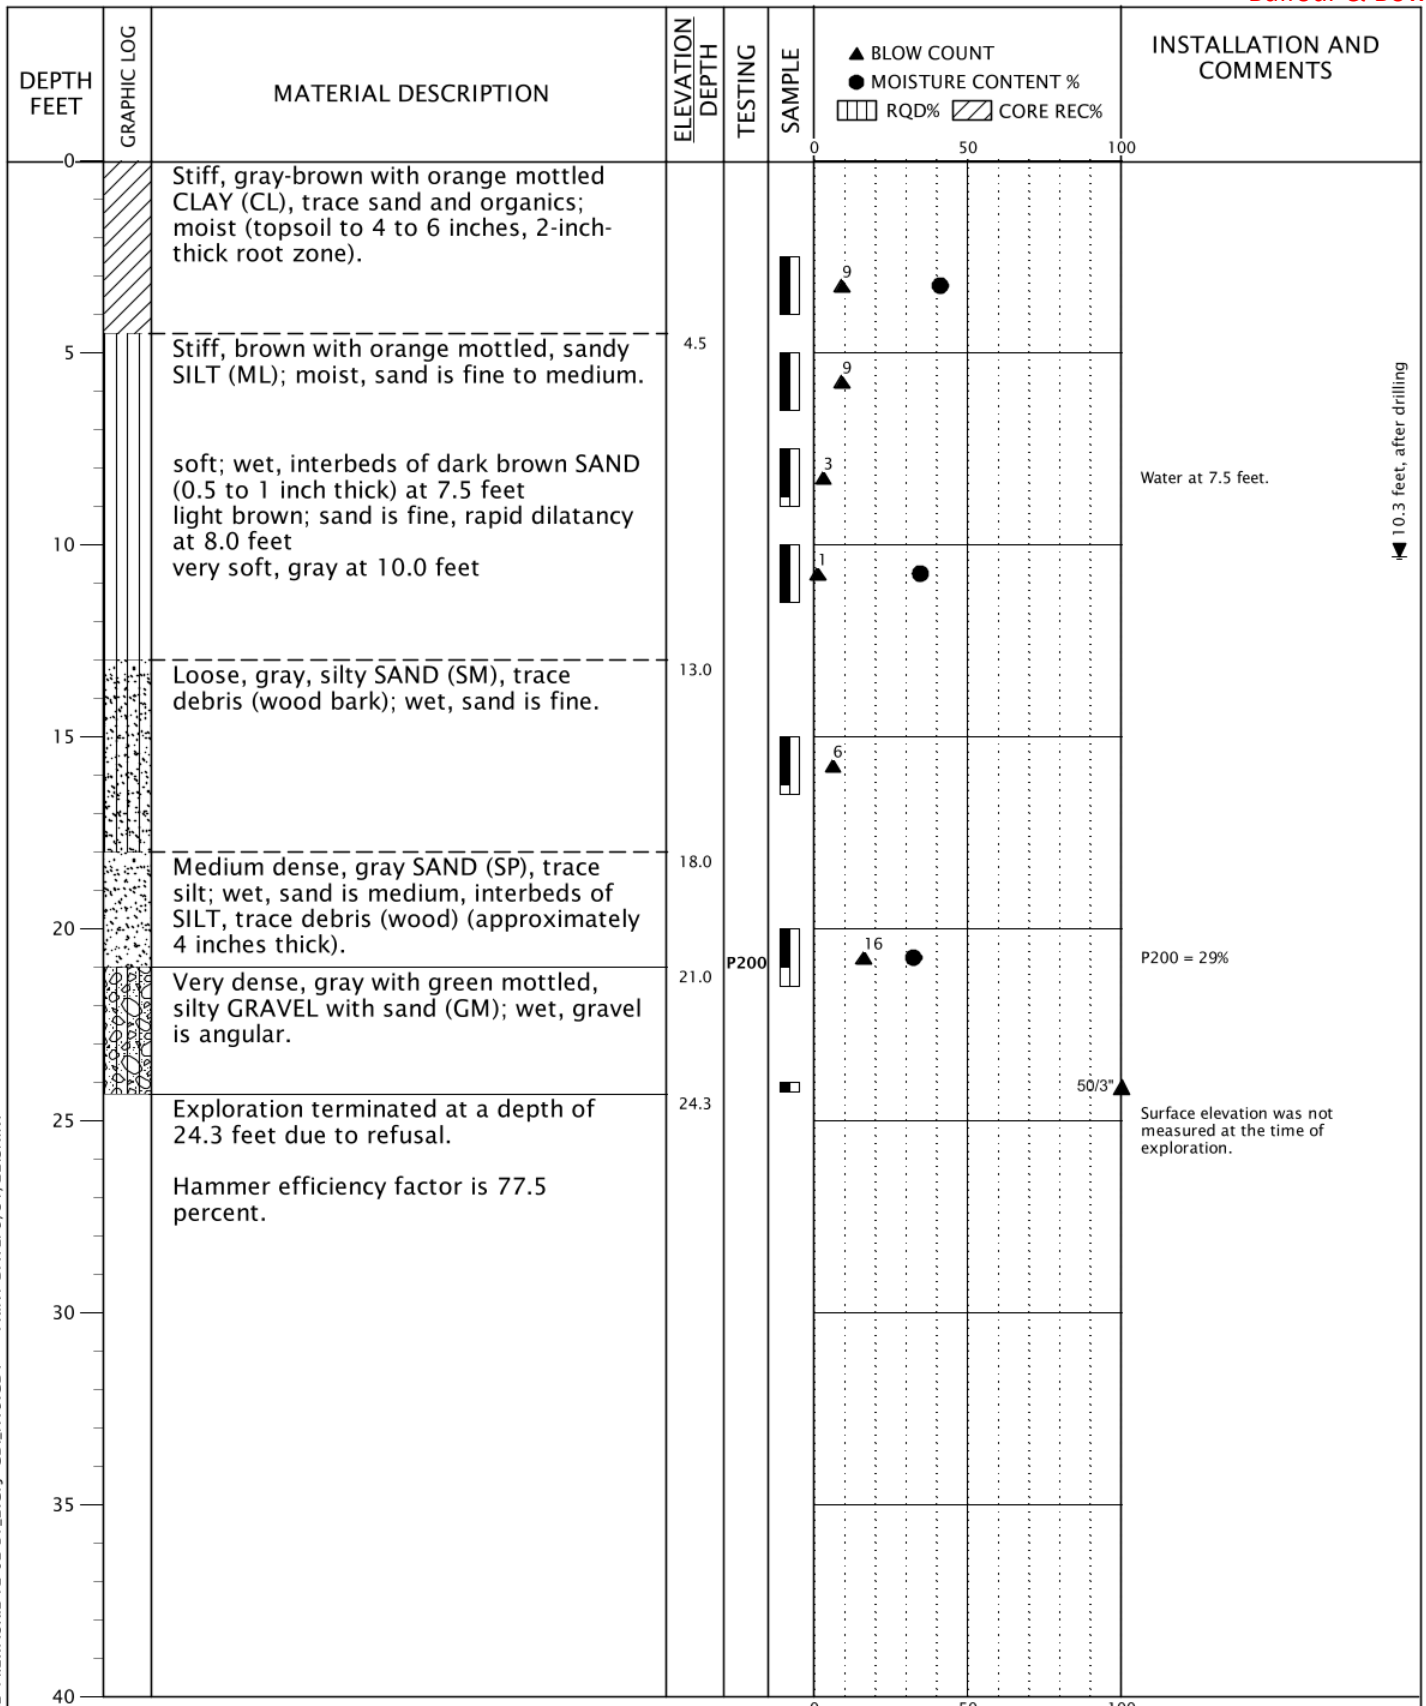 DEPTH
FEET
GRAPHIC LOG
MATERIAL DESCRIPTION
ELEVATION
DEPTH
TESTING
SAMPLE
▲ BLOW COUNT
● MOISTURE CONTENT %
RQD% CORE REC%
INSTALLATION AND
COMMENTS
0 50 100
0
Stiff, gray-brown with orange mottled
CLAY (CL), trace sand and organics;
moist (topsoil to 4 to 6 inches, 2-inch-
thick root zone).
9
4.5
5
Stiff, brown with orange mottled, sandy
SILT (ML); moist, sand is fine to medium.
9
10.3 feet, after drilling
soft; wet, interbeds of dark brown SAND
(0.5 to 1 inch thick) at 7.5 feet
3
Water at 7.5 feet.
light brown; sand is fine, rapid dilatancy
at 8.0 feet
10
very soft, gray at 10.0 feet
1
13.0
Loose, gray, silty SAND (SM), trace
debris (wood bark); wet, sand is fine.
15
6
18.0
Medium dense, gray SAND (SP), trace
silt; wet, sand is medium, interbeds of
SILT, trace debris (wood) (approximately
4 inches thick).
20
16
P200
P200 = 29%
21.0
Very dense, gray with green mottled,
silty GRAVEL with sand (GM); wet, gravel
is angular.
50/3"
24.3
Exploration terminated at a depth of
24.3 feet due to refusal.
25
Surface elevation was not
measured at the time of
exploration.
Hammer efficiency factor is 77.5
percent.
30
35
40
0 50 100